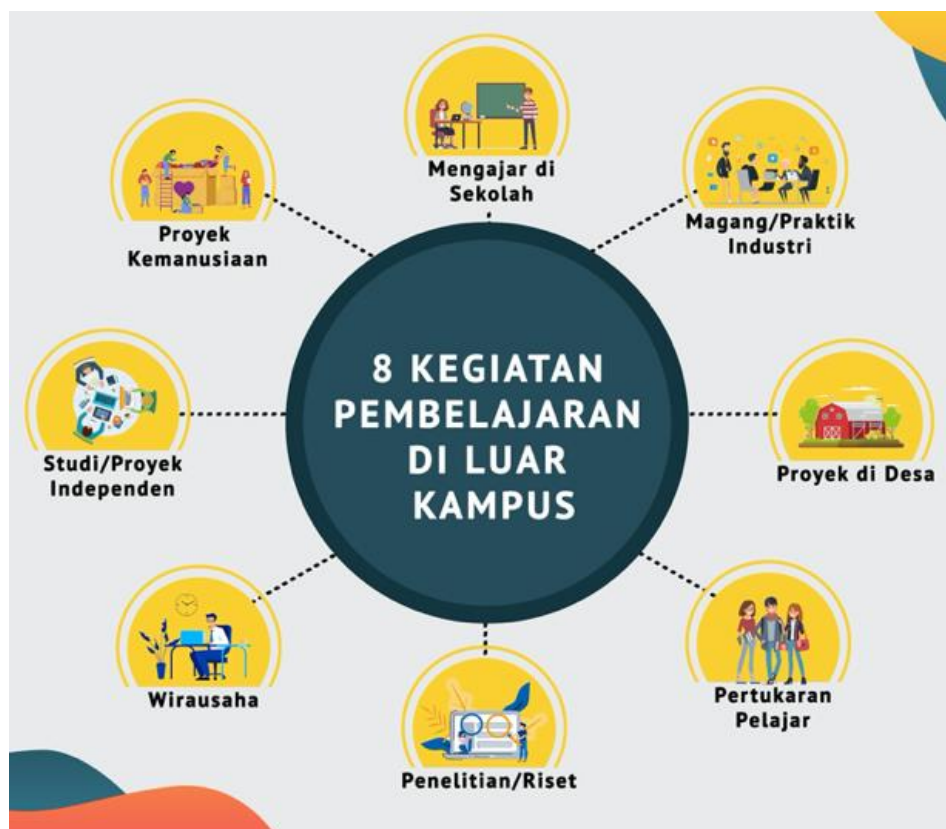 Mengajar di
Sekolah
Magang/Praktik
Industri
Proyek
Kemanusiaan
8 KEGIATAN
PEMBELAJARAN
DI LUAR
KAMPUS
Studi/Proyek
Independen
Proyek di Desa
Wirausaha
Pertukaran
Pelajar
Penelitian/Riset